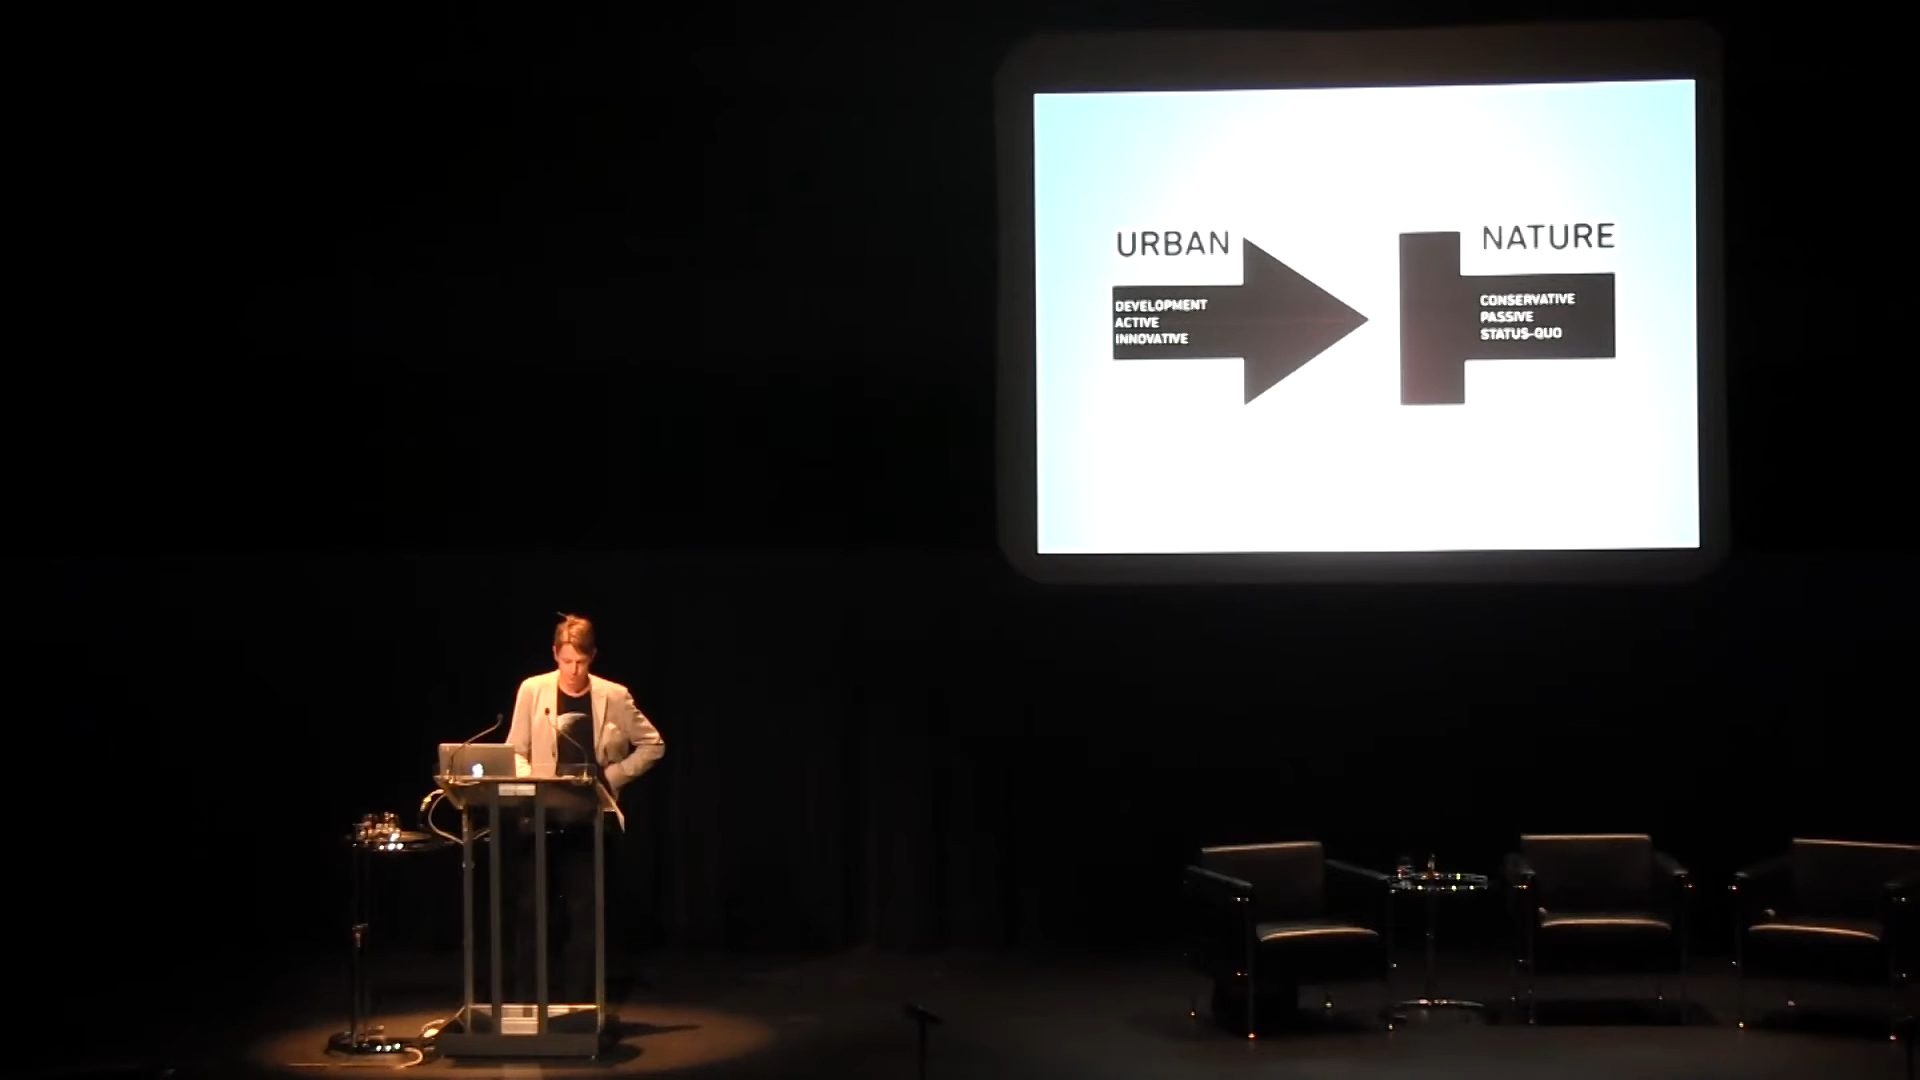 URBAN
DEVELOPMENT
ACTIVE
INNOVATIVE
NATURE
CONSERVATIVE
PASSIVE
STATUS-QUO